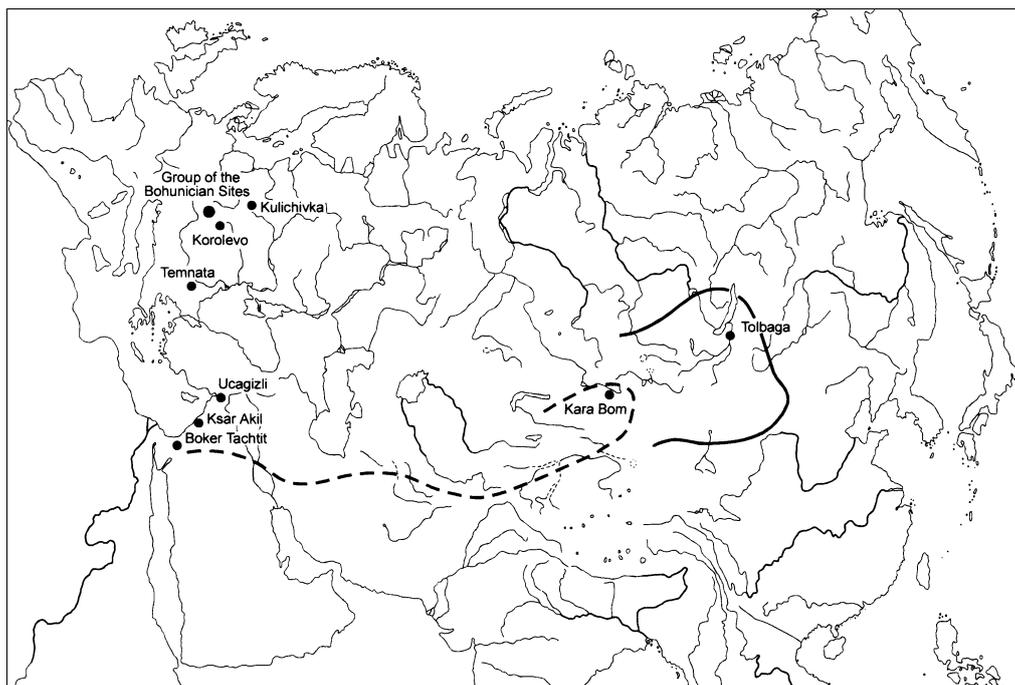 Group of the
Bohunician Sites
Kulichivka
Korolevo
Temnata
Tolbaga
Ucagizli
Kara Bom
Ksar Akil
Boker Tachtit